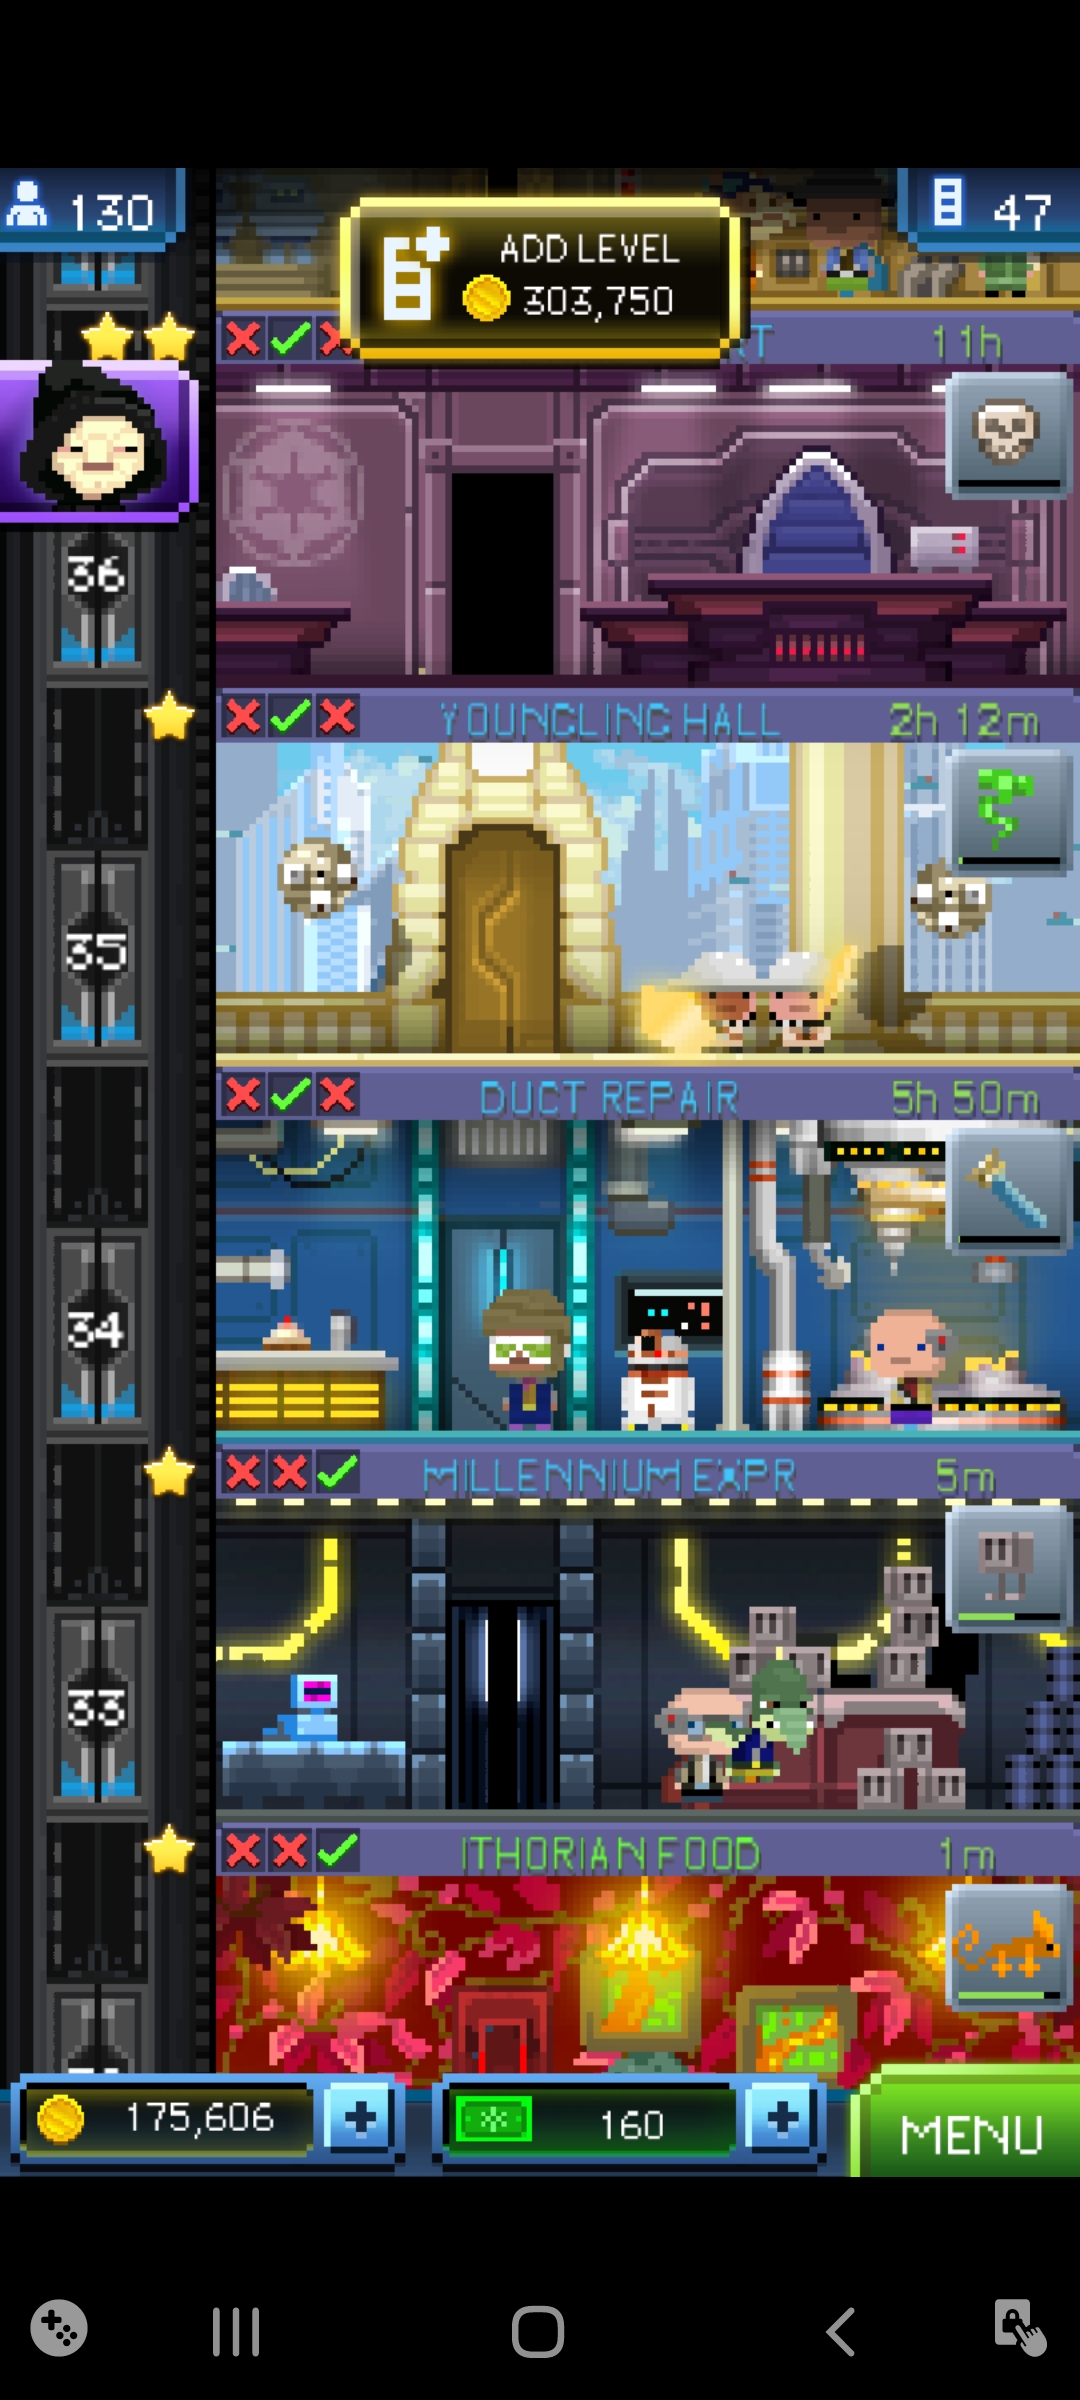 130
47
ADD LEVEL
303,750
11h
36
YOUNGLING HALL
2h 12m
35
DUCT REPAIR
5h 50m
34
MILLENNIUM EXPR
5m
33
ITHORIAN FOOD
1m
175,606
160
MENU